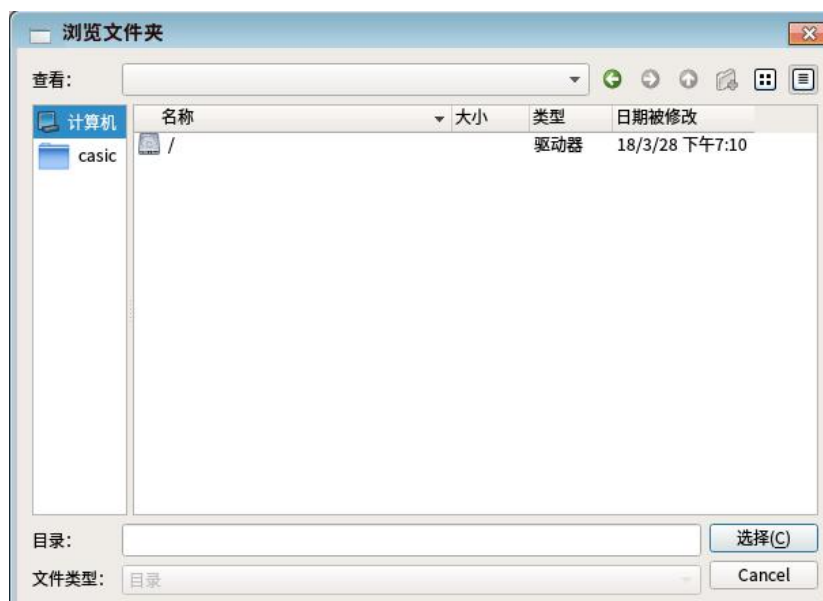 浏览文件夹
查看：
计算机
casic
名称 大小 类型 日期被修改
/ 驱动器 18/3/28 下午7:10
目录：
选择(C)
文件类型：
目录
Cancel